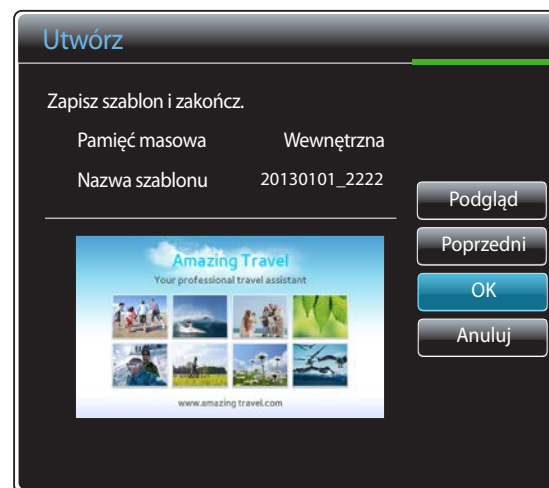 Utwórz
Zapisz szablon i zakończ.
Pamięć masowa Wewnętrzna
Nazwa szablonu 20130101_2222
Amazing Travel
Your professional travel assistant
www.amazing travel.com
Podgląd
Poprzedni
OK
Anuluj